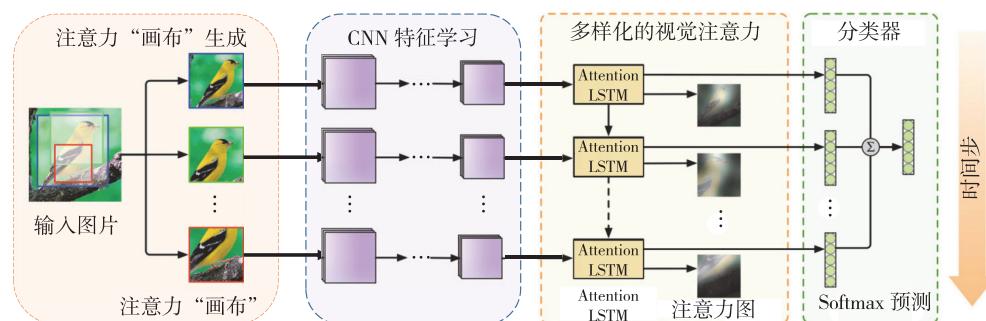 注意力“画布”生成
CNN 特征学习
多样化的视觉注意力
分类器
Attention
LSTM
Attention
LSTM
Attention
LSTM
Attention
LSTM
输入图片
注意力“画布”
注意力图
Softmax 预测
Σ
时间步